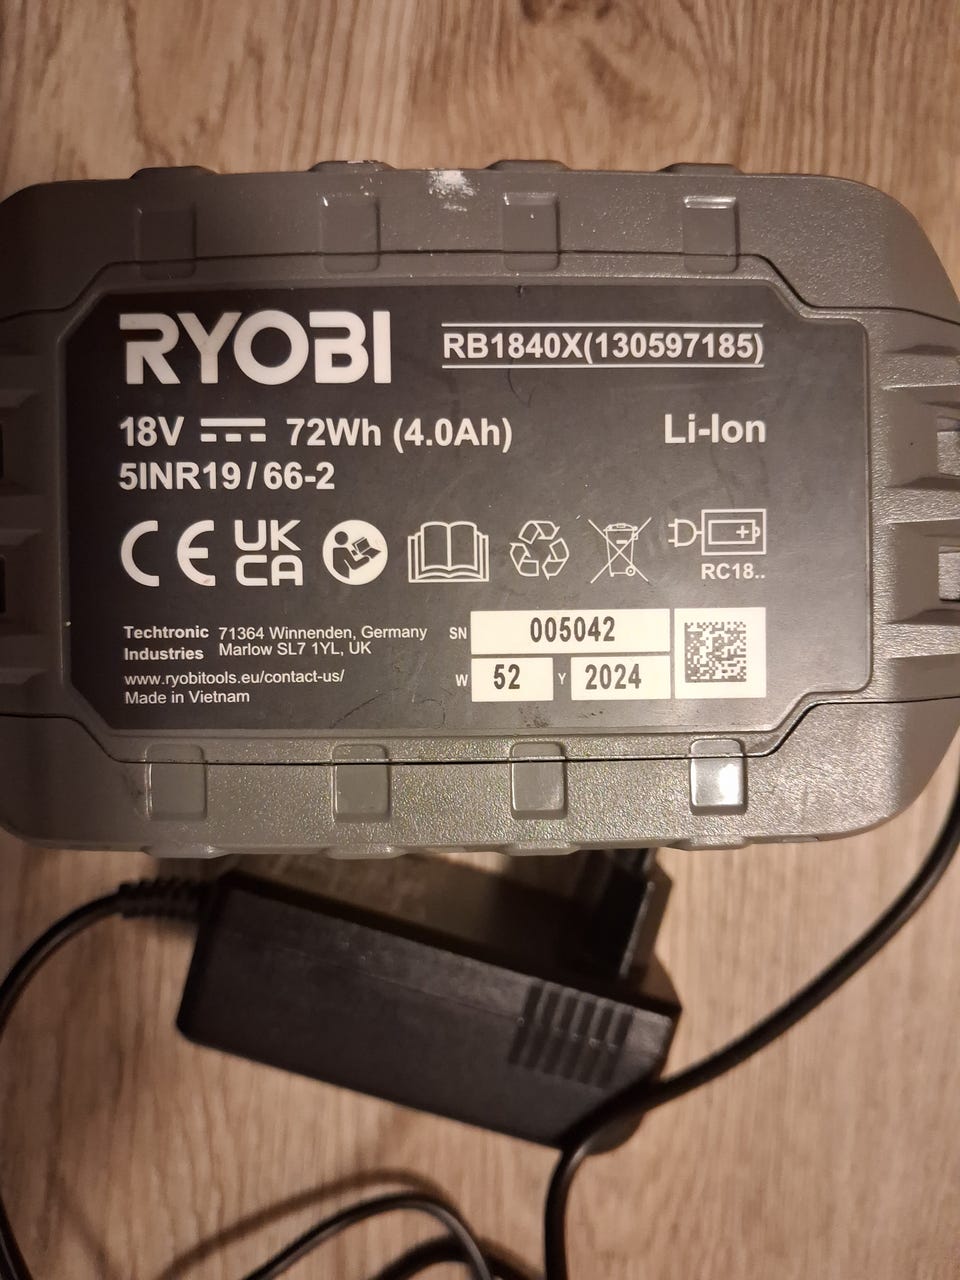 RYOBI
RB1840X(130597185)
18V 72Wh (4.0Ah) Li-Ion
5INR19/66-2
CE UK CA
RC18..
Techtronic Industries
71364 Winnenden, Germany
Marlow SL7 1YL, UK
www.ryobitools.eu/contact-us/
Made in Vietnam
SN 005042
W 52 Y 2024